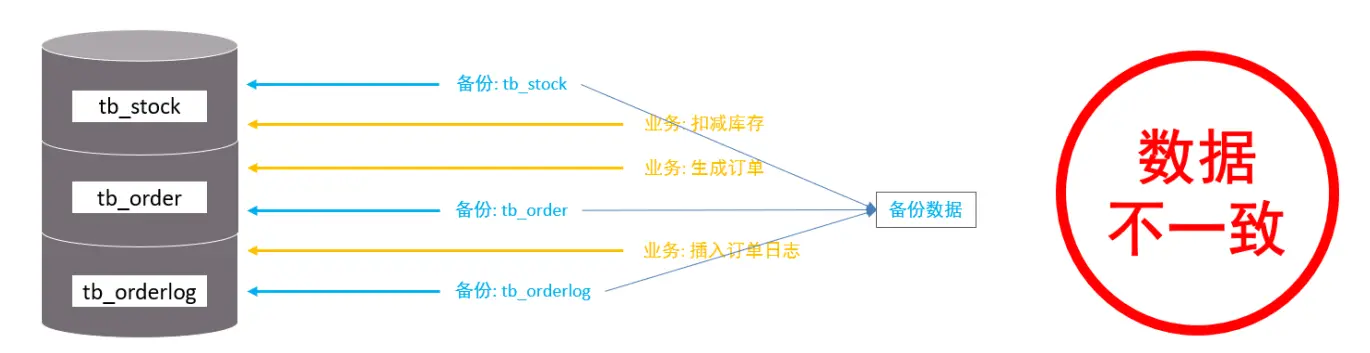 备份: tb_stock
tb_stock
业务: 扣减库存
业务: 生成订单
tb_order
备份: tb_order
备份数据
业务: 插入订单日志
tb_orderlog
备份: tb_orderlog
数据
不一致